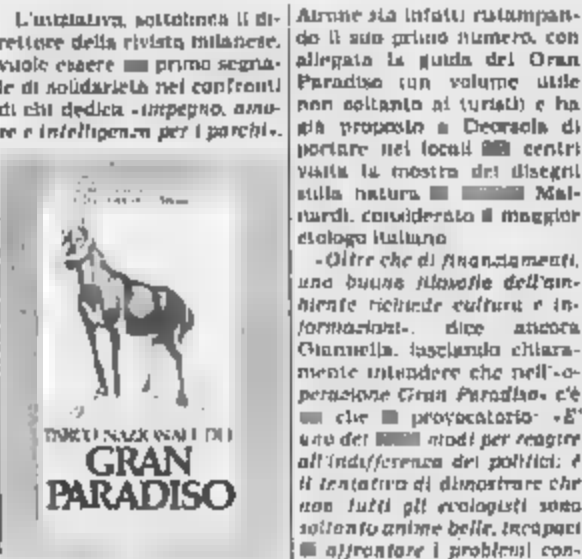 L'iniziativa, sottolinea il di-
rettore della rivista milanese,
vuole essere primo segna-
le di solidarietà nei confronti
di chi dedica «impegno, amo-
re e intelligenza per i parchi».
PARCO NAZIONALE DEL
GRAN
PARADISO
Airone sta infatti ristampan-
do il suo primo numero, con
allegata la guida del Gran
Paradiso (un volume utile
non soltanto ai turisti) e ha
già proposto a Deorsola di
portare nei locali centri
visita la mostra dei disegni
sulla natura Mai-
nardi, considerato il maggior
etologo italiano
«Oltre che di finanziamenti,
una buona filosofia dell'am-
biente richiede cultura e in-
formazioni», dice ancora
Giannella, lasciando chiara-
mente intendere che nell'«o-
perazione Gran Paradiso» c'è
che provocatorio: «E'
uno dei modi per reagire
all'indifferenza dei politici; è
il tentativo di dimostrare che
non tutti gli ecologisti sono
soltanto anime belle, incapaci
affrontare i problemi con-